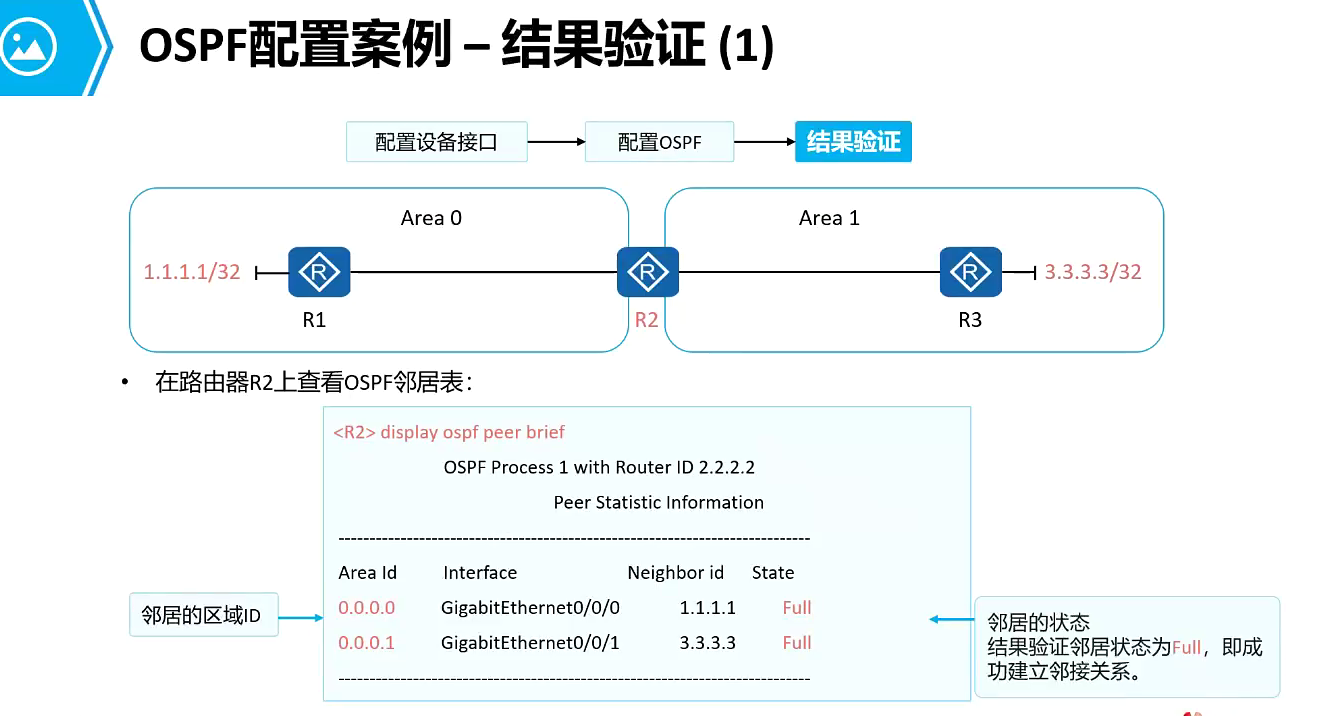 OSPF配置案例 – 结果验证 (1)
配置设备接口
配置OSPF
结果验证
Area 0
Area 1
1.1.1.1/32
R
R
R
3.3.3.3/32
R1
R2
R3
• 在路由器R2上查看OSPF邻居表：
<R2> display ospf peer brief
OSPF Process 1 with Router ID 2.2.2.2
Peer Statistic Information
----------------------------------------------------------------------------
Area Id Interface Neighbor id State
0.0.0.0 GigabitEthernet0/0/0 1.1.1.1 Full
0.0.0.1 GigabitEthernet0/0/1 3.3.3.3 Full
----------------------------------------------------------------------------
邻居的区域ID
邻居的状态
结果验证邻居状态为Full，即成
功建立邻接关系。